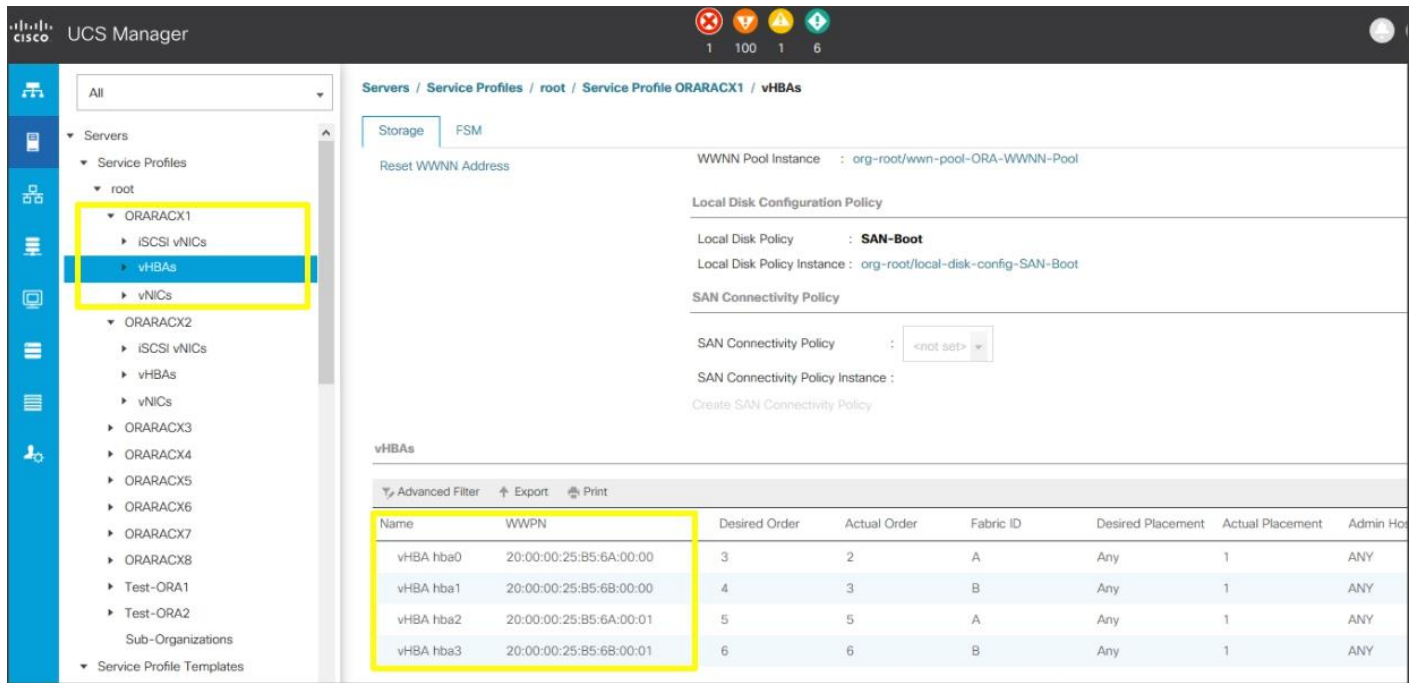 cisco UCS Manager
1 100 1 6
All
Servers
Service Profiles
root
ORARACX1
iSCSI vNICs
vHBAs
vNICs
ORARACX2
iSCSI vNICs
vHBAs
vNICs
ORARACX3
ORARACX4
ORARACX5
ORARACX6
ORARACX7
ORARACX8
Test-ORA1
Test-ORA2
Sub-Organizations
Service Profile Templates
Servers / Service Profiles / root / Service Profile ORARACX1 / vHBAs
Storage FSM
Reset WWNN Address
WWNN Pool Instance : org-root/wwn-pool-ORA-WWNN-Pool
Local Disk Configuration Policy
Local Disk Policy : SAN-Boot
Local Disk Policy Instance : org-root/local-disk-config-SAN-Boot
SAN Connectivity Policy
SAN Connectivity Policy : <not set>
SAN Connectivity Policy Instance :
Create SAN Connectivity Policy
vHBAs
Advanced Filter Export Print
Name WWPN Desired Order Actual Order Fabric ID Desired Placement Actual Placement Admin Hos
vHBA hba0 20:00:00:25:B5:6A:00:00 3 2 A Any 1 ANY
vHBA hba1 20:00:00:25:B5:6B:00:00 4 3 B Any 1 ANY
vHBA hba2 20:00:00:25:B5:6A:00:01 5 5 A Any 1 ANY
vHBA hba3 20:00:00:25:B5:6B:00:01 6 6 B Any 1 ANY